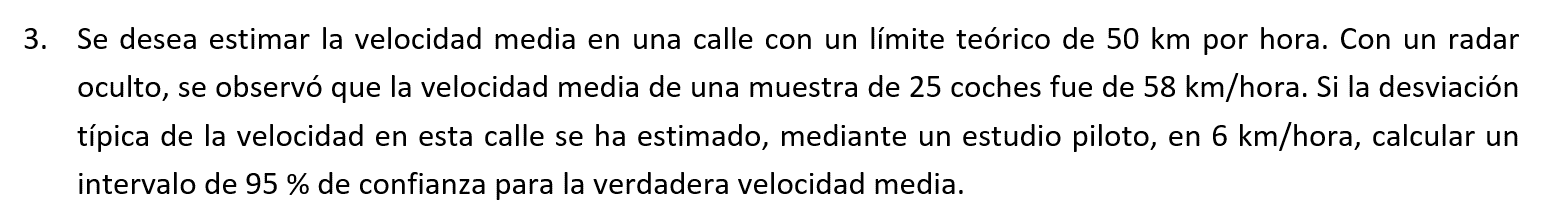 3. Se desea estimar la velocidad media en una calle con un límite teórico de 50 km por hora. Con un radar
oculto, se observó que la velocidad media de una muestra de 25 coches fue de 58 km/hora. Si la desviación
típica de la velocidad en esta calle se ha estimado, mediante un estudio piloto, en 6 km/hora, calcular un
intervalo de 95 % de confianza para la verdadera velocidad media.